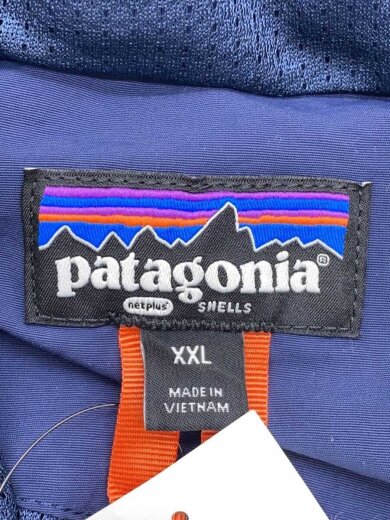 patagonia®
netplus® SHELLS
XXL
MADE IN
VIETNAM